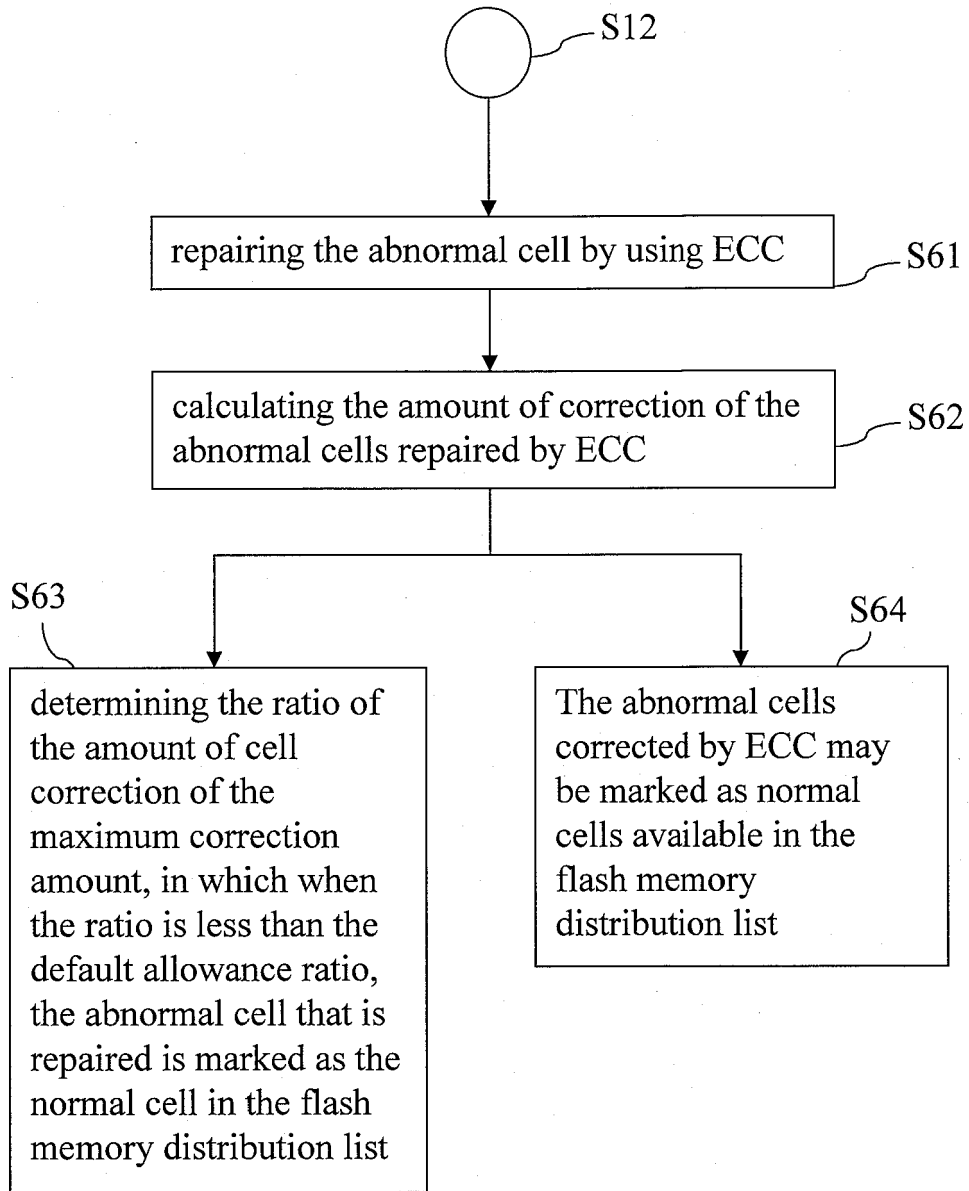 S12
repairing the abnormal cell by using ECC
S61
calculating the amount of correction of the
abnormal cells repaired by ECC
S62
S63
determining the ratio of
the amount of cell
correction of the
maximum correction
amount, in which when
the ratio is less than the
default allowance ratio,
the abnormal cell that is
repaired is marked as the
normal cell in the flash
memory distribution list
S64
The abnormal cells
corrected by ECC may
be marked as normal
cells available in the
flash memory
distribution list